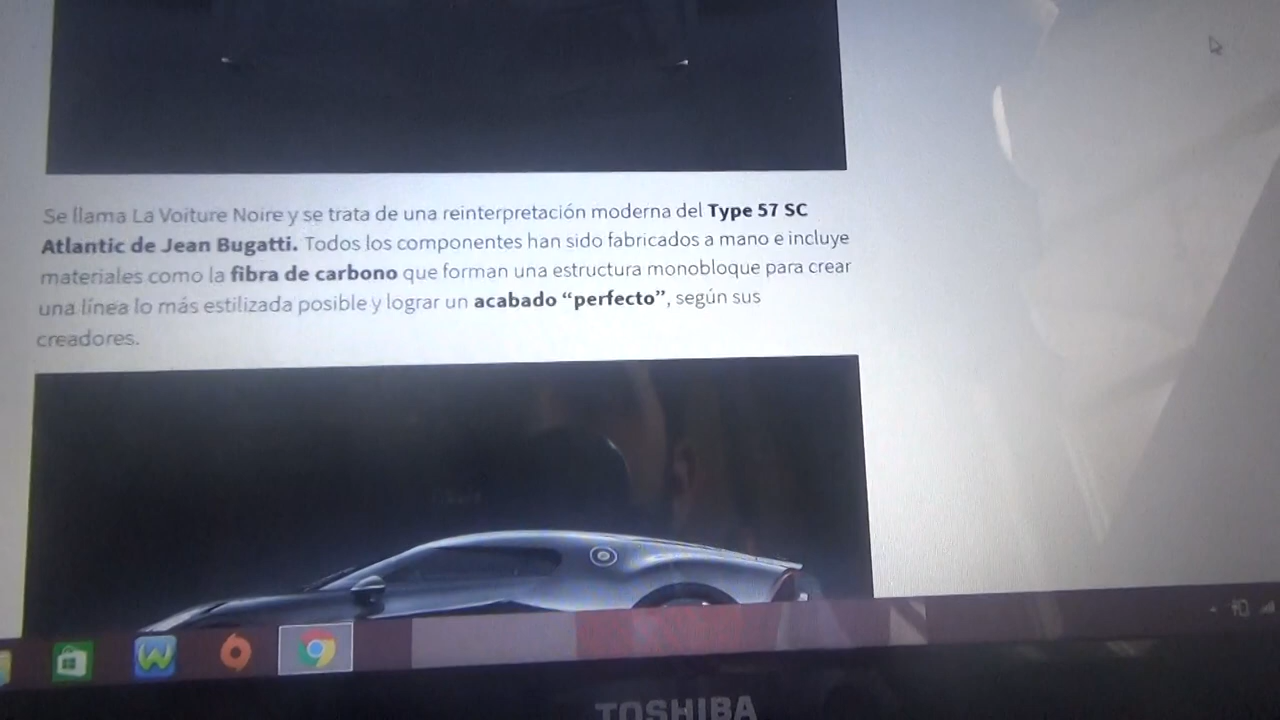 Se llama La Voiture Noire y se trata de una reinterpretación moderna del Type 57 SC
Atlantic de Jean Bugatti. Todos los componentes han sido fabricados a mano e incluye
materiales como la fibra de carbono que forman una estructura monobloque para crear
una línea lo más estilizada posible y lograr un acabado “perfecto”, según sus
creadores.
TOSHIBA